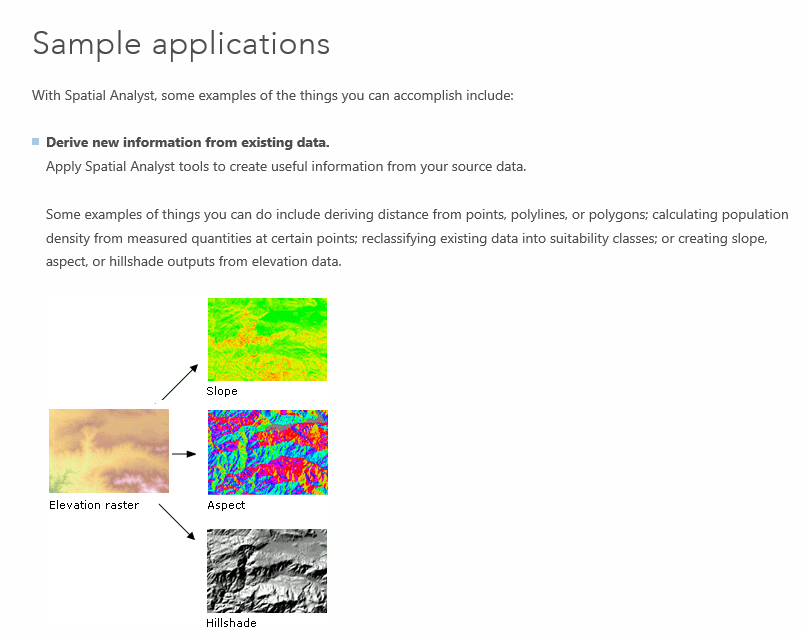 Sample applications
With Spatial Analyst, some examples of the things you can accomplish include:
Derive new information from existing data.
Apply Spatial Analyst tools to create useful information from your source data.
Some examples of things you can do include deriving distance from points, polylines, or polygons; calculating population
density from measured quantities at certain points; reclassifying existing data into suitability classes; or creating slope,
aspect, or hillshade outputs from elevation data.
Slope
Elevation raster
Aspect
Hillshade